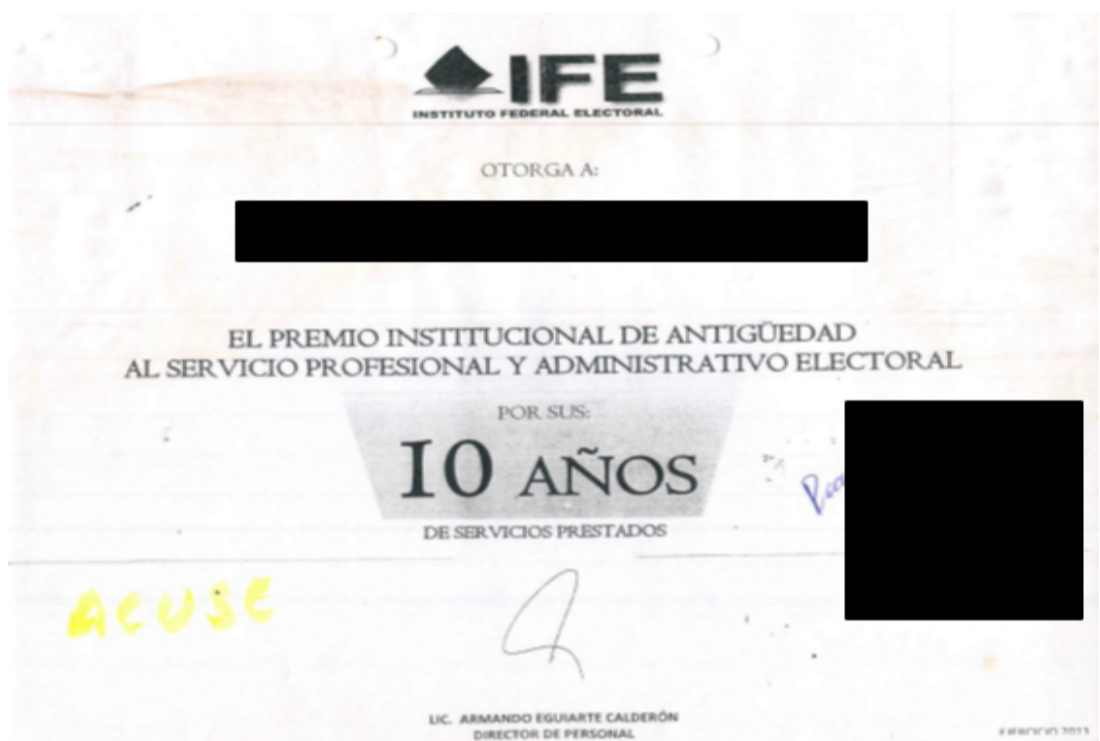 IFE
INSTITUTO FEDERAL ELECTORAL
OTORGA A:
EL PREMIO INSTITUCIONAL DE ANTIGÜEDAD
AL SERVICIO PROFESIONAL Y ADMINISTRATIVO ELECTORAL
POR SUS:
10 AÑOS
DE SERVICIOS PRESTADOS
ACUSE
LIC. ARMANDO EGUIARTE CALDERÓN
DIRECTOR DE PERSONAL